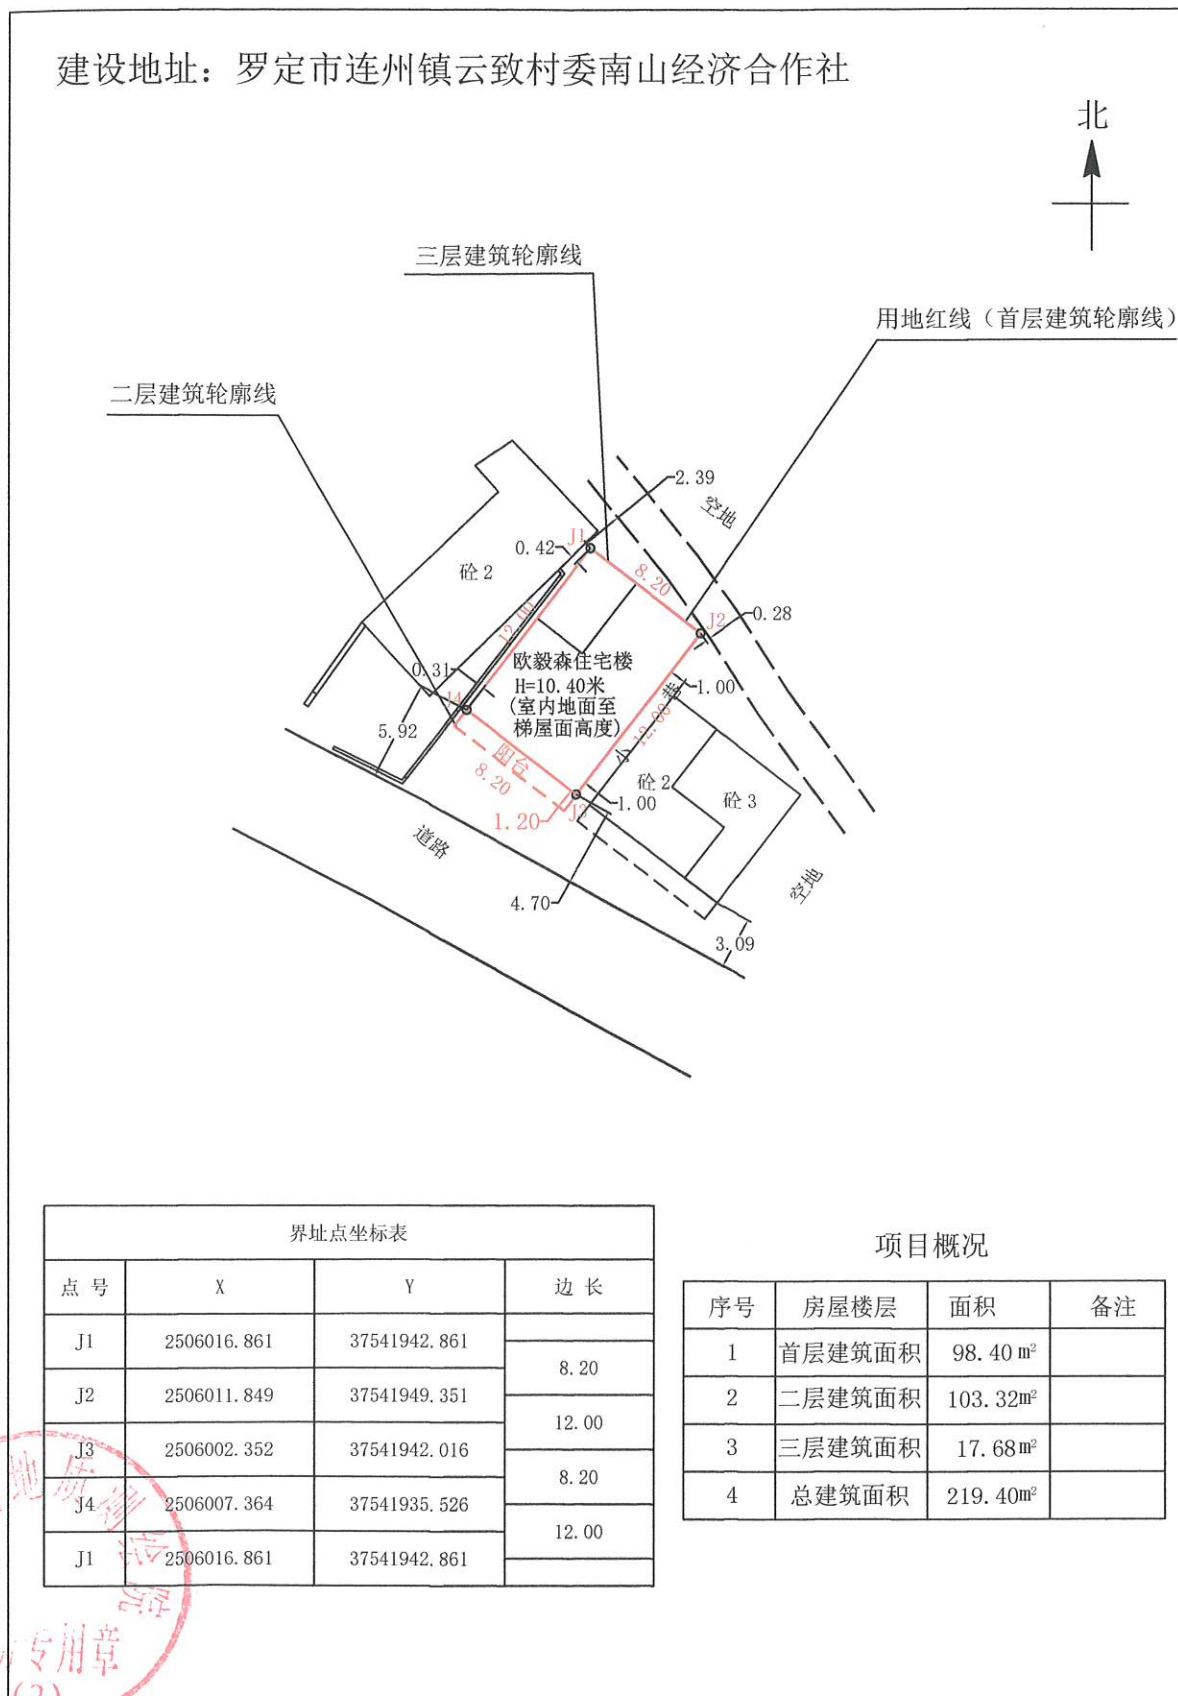 建设地址：罗定市连州镇云致村委南山经济合作社
北
三层建筑轮廓线
用地红线（首层建筑轮廓线）
二层建筑轮廓线
2.39
空地
J1
0.42
砼2
8.20
J2
0.28
12.00
欧毅森住宅楼
H=10.40米
(室内地面至
梯屋面高度)
0.31
1.00
小巷
12.00
J4
5.92
阳台
8.20
砼2
砼3
1.00
J3
1.20
道路
空地
4.70
3.09
界址点坐标表
点号 X Y 边长
J1 2506016.861 37541942.861
8.20
J2 2506011.849 37541949.351
12.00
J3 2506002.352 37541942.016
8.20
J4 2506007.364 37541935.526
12.00
J1 2506016.861 37541942.861
项目概况
序号 房屋楼层 面积 备注
1 首层建筑面积 98.40㎡
2 二层建筑面积 103.32㎡
3 三层建筑面积 17.68㎡
4 总建筑面积 219.40㎡
地质测绘院
专用章
(2)